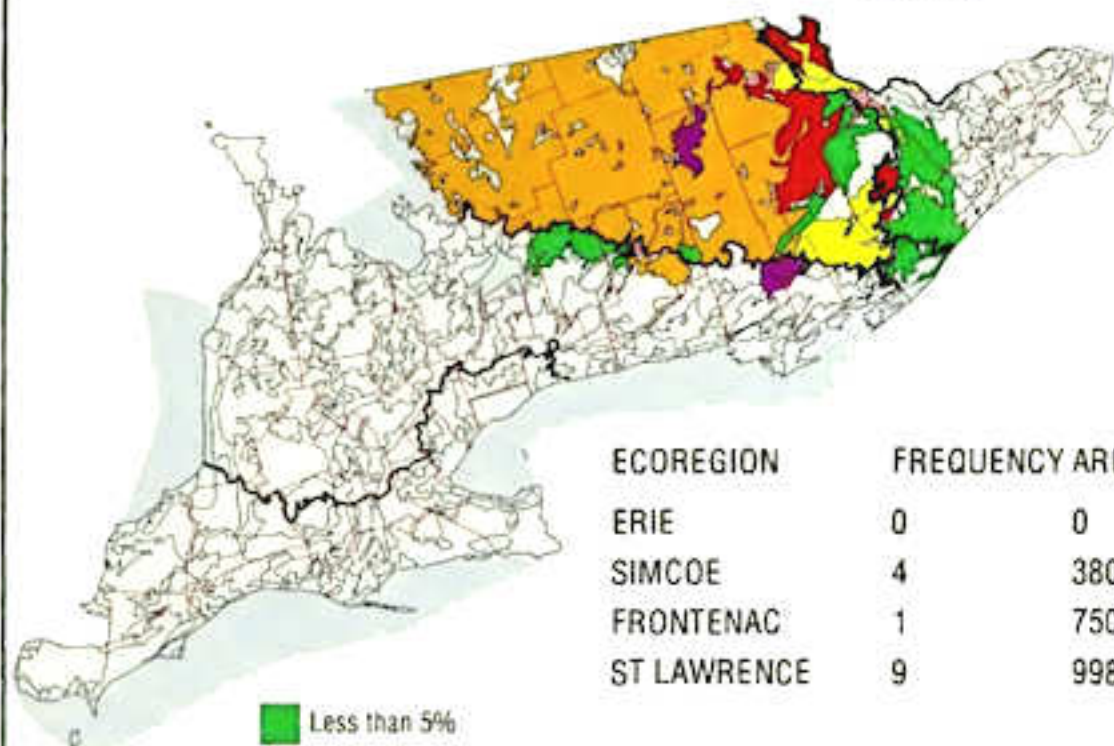 ECOREGION FREQUENCY
ERIE 0 0
SIMCOE 4
FRONTENAC 1
ST LAWRENCE 9
Less than 5%